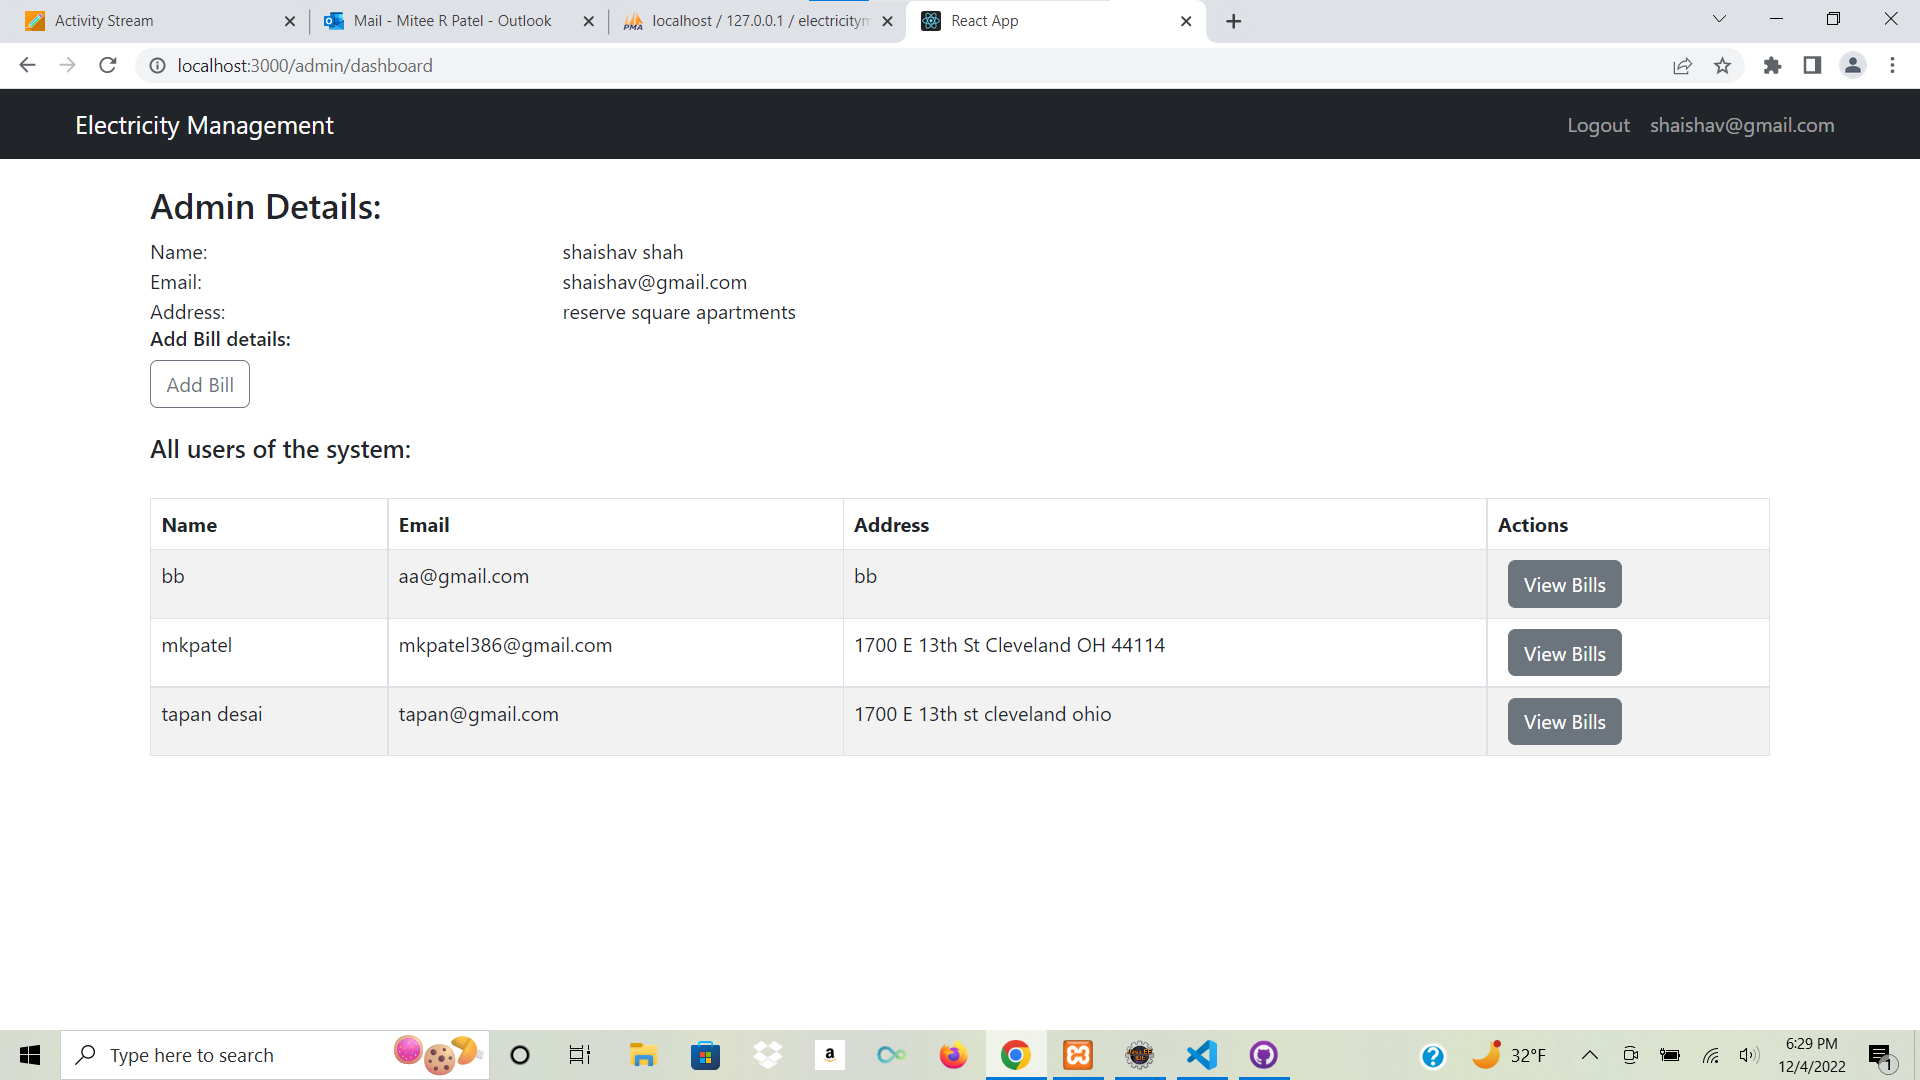 Activity Stream
Mail - Mitee R Patel - Outlook
PMA localhost / 127.0.0.1 / electricitym
React App
localhost:3000/admin/dashboard
Electricity Management
Logout shaishav@gmail.com
Admin Details:
Name: shaishav shah
Email: shaishav@gmail.com
Address: reserve square apartments
Add Bill details:
Add Bill
All users of the system:
Name Email Address Actions
bb aa@gmail.com bb View Bills
mkpatel mkpatel386@gmail.com 1700 E 13th St Cleveland OH 44114 View Bills
tapan desai tapan@gmail.com 1700 E 13th st cleveland ohio View Bills
Type here to search
a
?
32°F
6:29 PM
12/4/2022
1